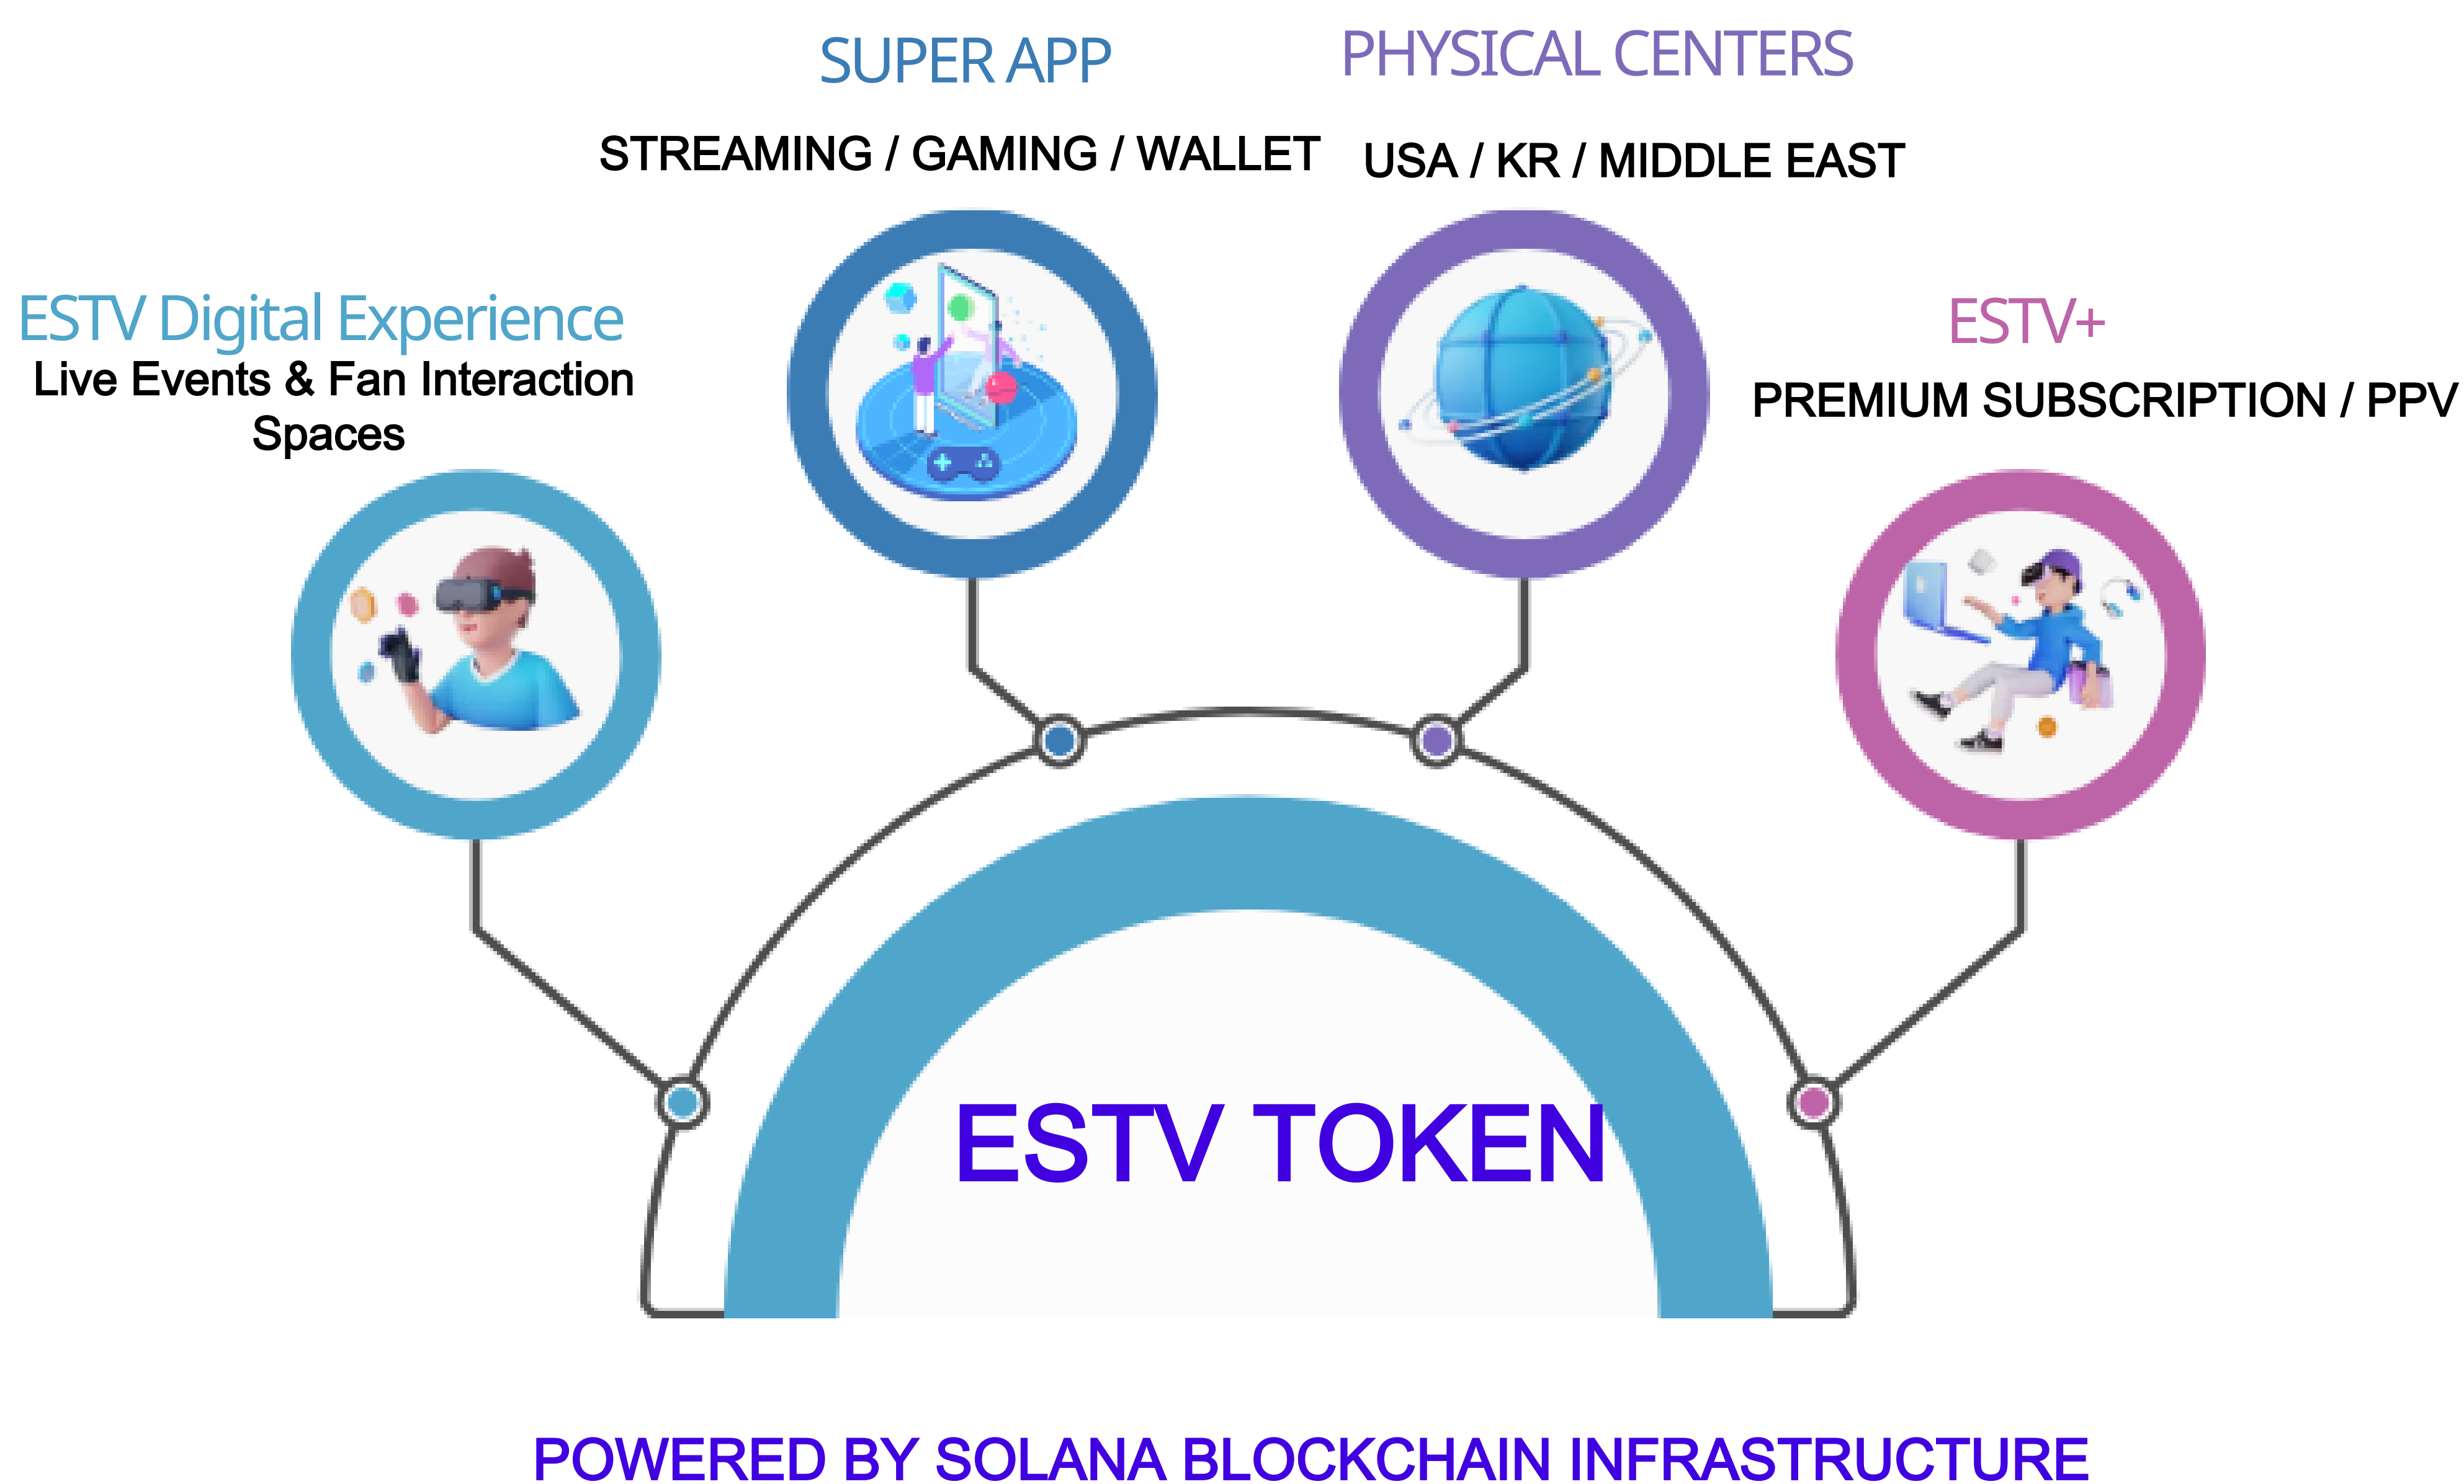 SUPER APP
STREAMING / GAMING / WALLET
PHYSICAL CENTERS
USA / KR / MIDDLE EAST
ESTV Digital Experience
Live Events & Fan Interaction
Spaces
ESTV+
PREMIUM SUBSCRIPTION / PPV
ESTV TOKEN
POWERED BY SOLANA BLOCKCHAIN INFRASTRUCTURE